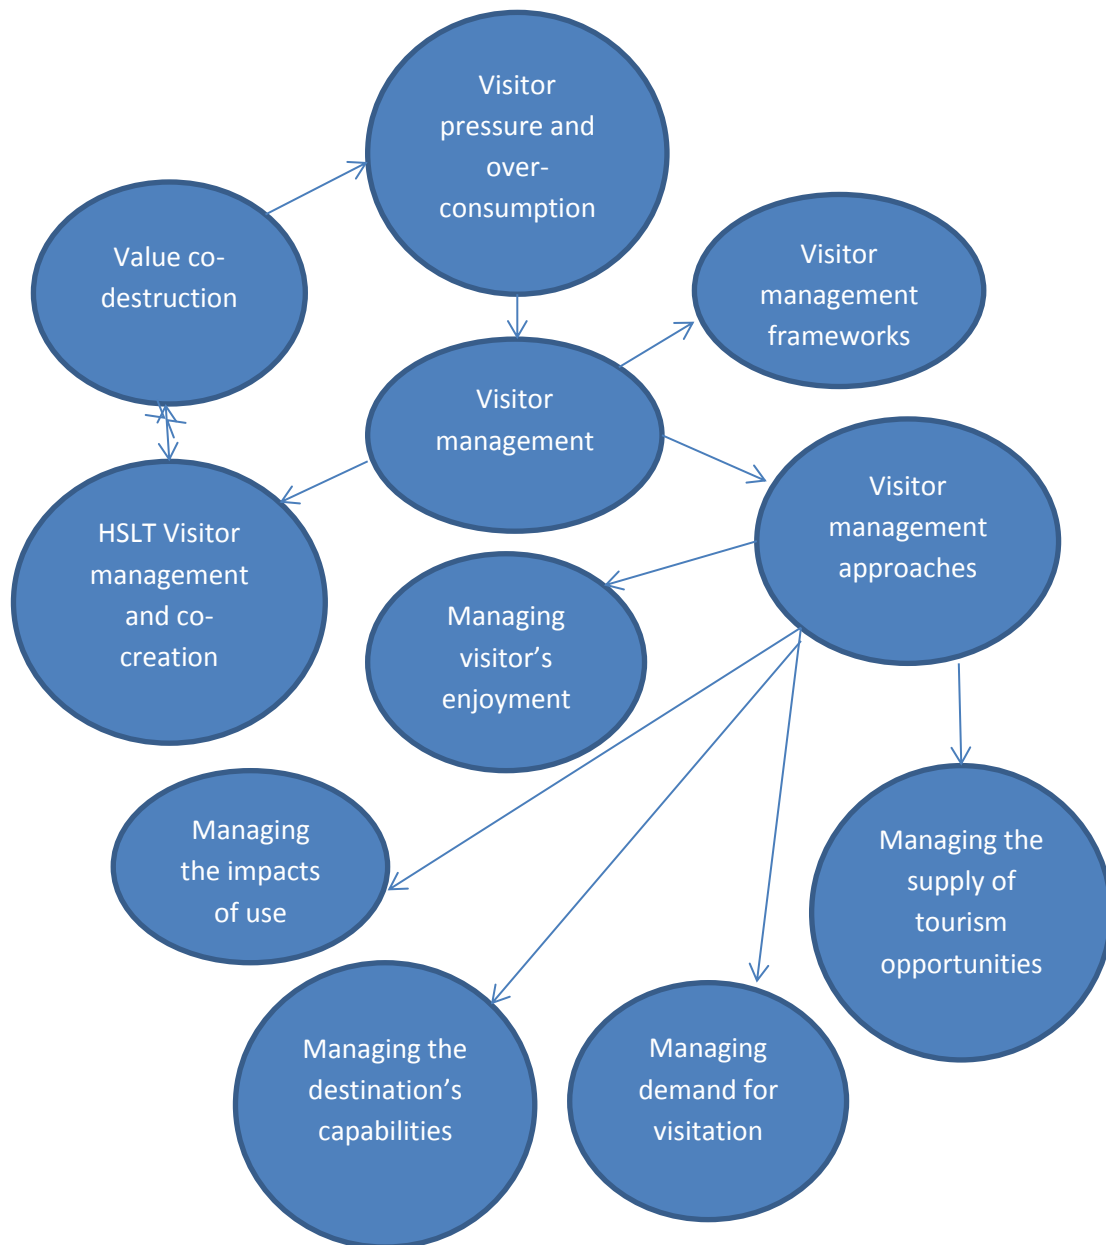 Visitor
pressure and
over-
consumption
Value co-
destruction
Visitor
management
frameworks
Visitor
management
Visitor
management
approaches
HSLT Visitor
management
and co-
creation
Managing
visitor’s
enjoyment
Managing
the impacts
of use
Managing the
supply of
tourism
opportunities
Managing the
destination’s
capabilities
Managing
demand for
visitation